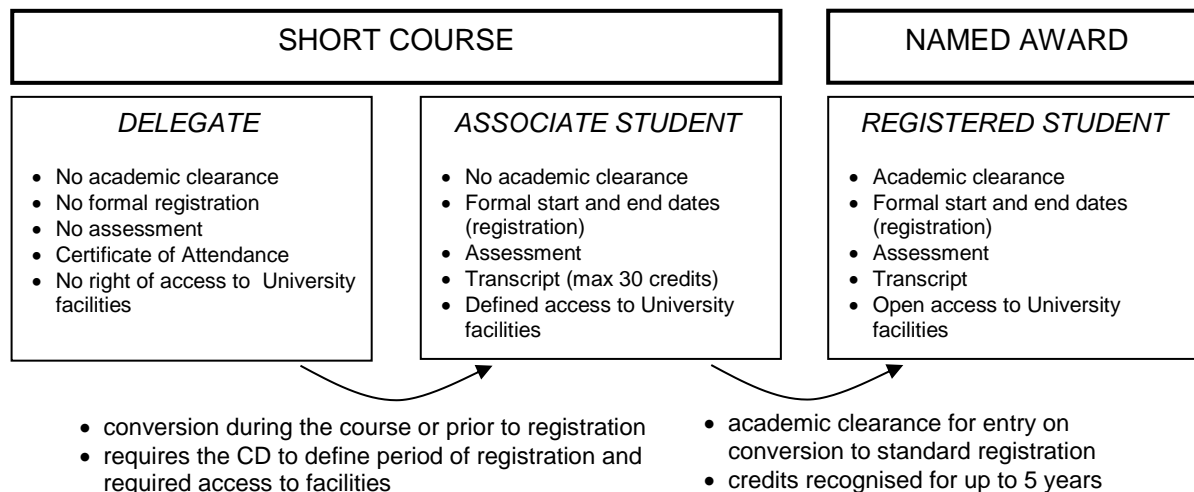 SHORT COURSE
NAMED AWARD
DELEGATE
• No academic clearance
• No formal registration
• No assessment
• Certificate of Attendance
• No right of access to University
facilities
ASSOCIATE STUDENT
• No academic clearance
• Formal start and end dates
(registration)
• Assessment
• Transcript (max 30 credits)
• Defined access to University
facilities
REGISTERED STUDENT
• Academic clearance
• Formal start and end dates
(registration)
• Assessment
• Transcript
• Open access to University
facilities
• conversion during the course or prior to registration
• requires the CD to define period of registration and
required access to facilities
• academic clearance for entry on
conversion to standard registration
• credits recognised for up to 5 years